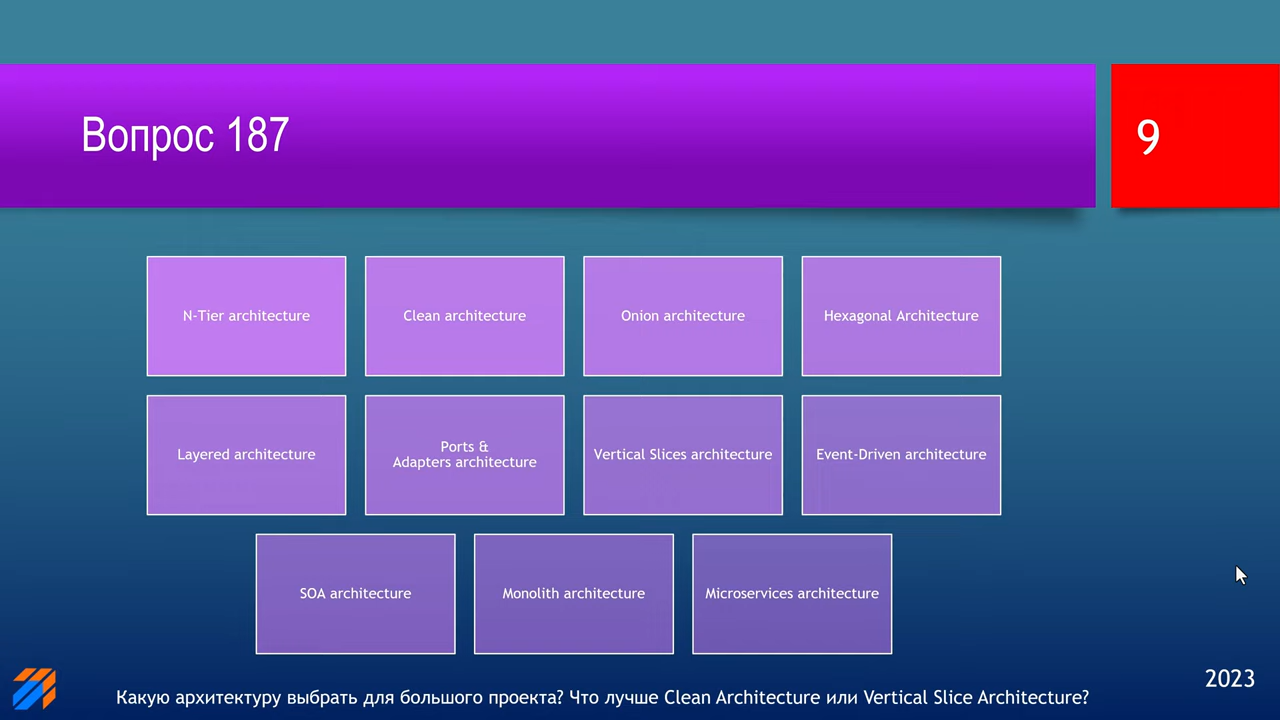 Вопрос 187
9
N-Tier architecture
Clean architecture
Onion architecture
Hexagonal Architecture
Layered architecture
Ports &
Adapters architecture
Vertical Slices architecture
Event-Driven architecture
SOA architecture
Monolith architecture
Microservices architecture
2023
Какую архитектуру выбрать для большого проекта? Что лучше Clean Architecture или Vertical Slice Architecture?